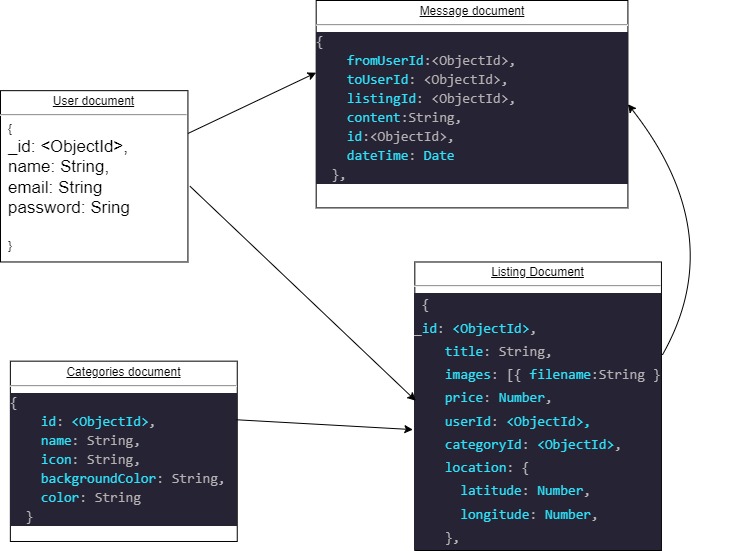 Message document
{
fromUserId:<ObjectId>,
toUserId: <ObjectId>,
listingId: <ObjectId>,
content:String,
id:<ObjectId>,
dateTime: Date
},
User document
{
_id: <ObjectId>,
name: String,
email: String
password: Sring
}
Listing Document
{
_id: <ObjectId>,
title: String,
images: [{ filename:String }
price: Number,
userId: <ObjectId>,
categoryId: <ObjectId>,
location: {
latitude: Number,
longitude: Number,
},
Categories document
{
id: <ObjectId>,
name: String,
icon: String,
backgroundColor: String,
color: String
}